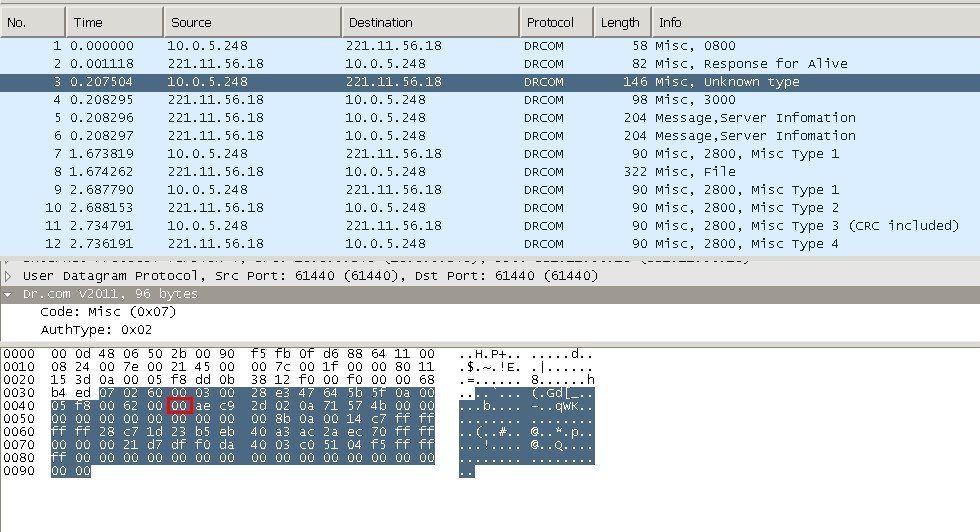 No. Time Source Destination Protocol Length Info
1 0.000000 10.0.5.248 221.11.56.18 DRCOM 58 Misc, 0800
2 0.001118 221.11.56.18 10.0.5.248 DRCOM 82 Misc, Response for Alive
3 0.207504 10.0.5.248 221.11.56.18 DRCOM 146 Misc, Unknown type
4 0.208295 221.11.56.18 10.0.5.248 DRCOM 98 Misc, 3000
5 0.208296 221.11.56.18 10.0.5.248 DRCOM 204 Message,Server Infomation
6 0.208297 221.11.56.18 10.0.5.248 DRCOM 204 Message,Server Infomation
7 1.673819 10.0.5.248 221.11.56.18 DRCOM 90 Misc, 2800, Misc Type 1
8 1.674262 221.11.56.18 10.0.5.248 DRCOM 322 Misc, File
9 2.687790 10.0.5.248 221.11.56.18 DRCOM 90 Misc, 2800, Misc Type 1
10 2.688153 221.11.56.18 10.0.5.248 DRCOM 90 Misc, 2800, Misc Type 2
11 2.734791 10.0.5.248 221.11.56.18 DRCOM 90 Misc, 2800, Misc Type 3 (CRC included)
12 2.736191 221.11.56.18 10.0.5.248 DRCOM 90 Misc, 2800, Misc Type 4
User Datagram Protocol, Src Port: 61440 (61440), Dst Port: 61440 (61440)
Dr.com V2011, 96 bytes
Code: Misc (0x07)
AuthType: 0x02
0000 00 0d 48 06 50 2b 00 90 f5 fb 0f d6 88 64 11 00 ..H.P+.. .....d..
0010 08 24 00 7e 00 21 45 00 00 7c 00 1f 00 00 80 11 .$.~.!E. .|......
0020 15 3d 0a 00 05 f8 dd 0b 38 12 f0 00 f0 00 00 68 .=...... 8......h
0030 b4 ed 07 02 60 00 03 00 28 e3 47 64 5b 5f 0a 00 ....`... (.Gd[_..
0040 05 f8 00 62 00 00 ae c9 2d 02 0a 71 57 4b 00 00 ...b.... -..qWK..
0050 00 00 00 00 00 00 00 00 00 8b 0a 00 14 c7 ff ff ........ ........
0060 ff ff 28 c7 1d 23 b5 eb 40 a3 ac 2a ec 70 ff ff ..(..#.. @..*.p..
0070 00 00 00 21 d7 df f0 da 40 03 c0 51 04 f5 ff ff ...!.... @..Q....
0080 ff 00 00 00 00 00 00 00 00 00 00 00 00 00 00 00 ........ ........
0090 00 00 ..